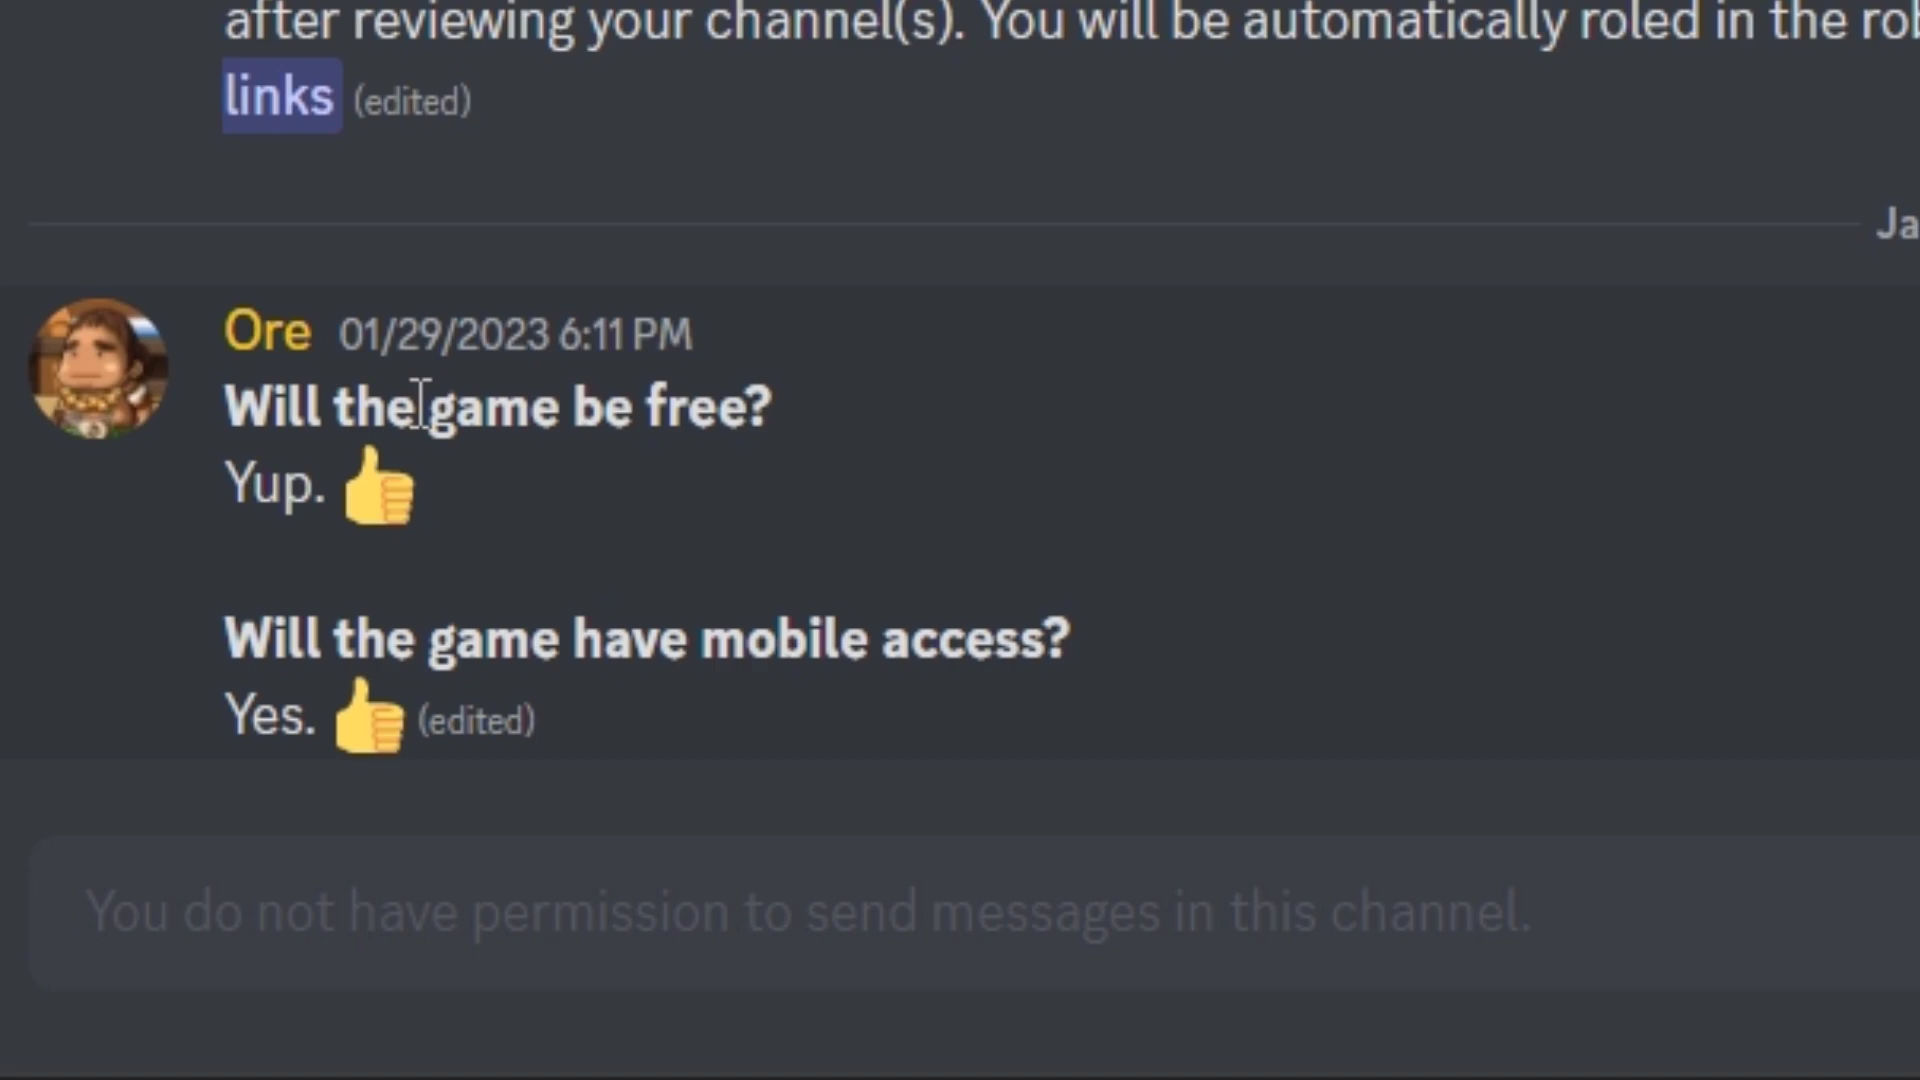 after reviewing your channel(s). You will be automatically roled in the
links (edited)
Ore 01/29/2023 6:11 PM
Will the game be free?
Yup. 👍
Will the game have mobile access?
Yes. 👍 (edited)
You do not have permission to send messages in this channel.